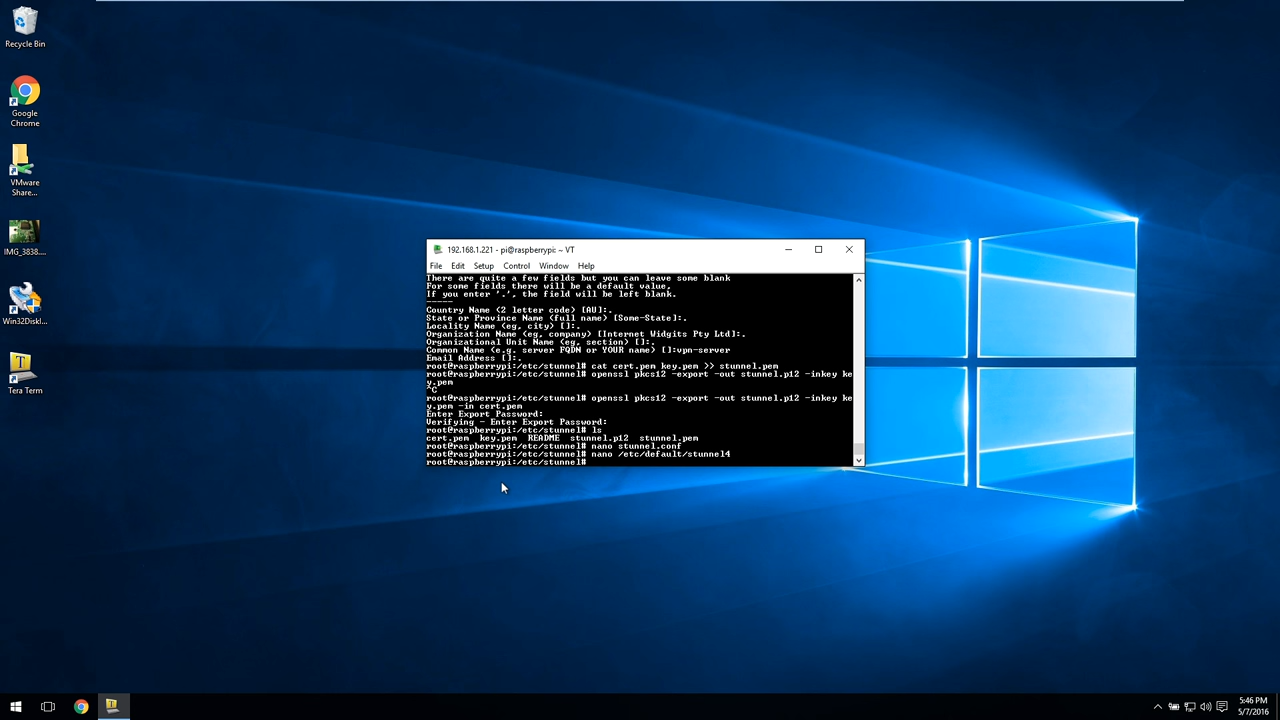 Recycle Bin
Google
Chrome
VMware
Share...
IMG_3838....
Win32DiskI...
Tera Term
192.168.1.221 - pi@raspberrypi: ~ VT
File Edit Setup Control Window Help
There are quite a few fields but you can leave some blank
For some fields there will be a default value,
If you enter '.', the field will be left blank.
-----
Country Name (2 letter code) [AU]:.
State or Province Name (full name) [Some-State]:.
Locality Name (eg, city) []:.
Organization Name (eg, company) [Internet Widgits Pty Ltd]:.
Organizational Unit Name (eg, section) []:.
Common Name (e.g. server FQDN or YOUR name) []:vpn-server
Email Address []:.
root@raspberrypi:/etc/stunnel# cat cert.pem key.pem >> stunnel.pem
root@raspberrypi:/etc/stunnel# openssl pkcs12 -export -out stunnel.p12 -inkey ke
y.pem
^C
root@raspberrypi:/etc/stunnel# openssl pkcs12 -export -out stunnel.p12 -inkey ke
y.pem -in cert.pem
Enter Export Password:
Verifying - Enter Export Password:
root@raspberrypi:/etc/stunnel# ls
cert.pem key.pem README stunnel.p12 stunnel.pem
root@raspberrypi:/etc/stunnel# nano stunnel.conf
root@raspberrypi:/etc/stunnel# nano /etc/default/stunnel4
root@raspberrypi:/etc/stunnel#
5:46 PM
5/7/2016